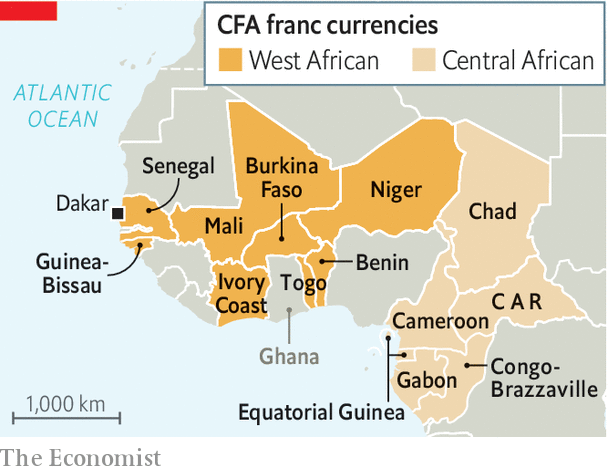 CFA franc currencies
West African
Central African
ATLANTIC
OCEAN
Senegal
Burkina
Faso
Niger
Chad
Dakar
Mali
Guinea-
Bissau
Ivory
Coast
Togo
Benin
Ghana
Cameroon
CAR
Gabon
Congo-
Brazzaville
Equatorial Guinea
1,000 km
The Economist